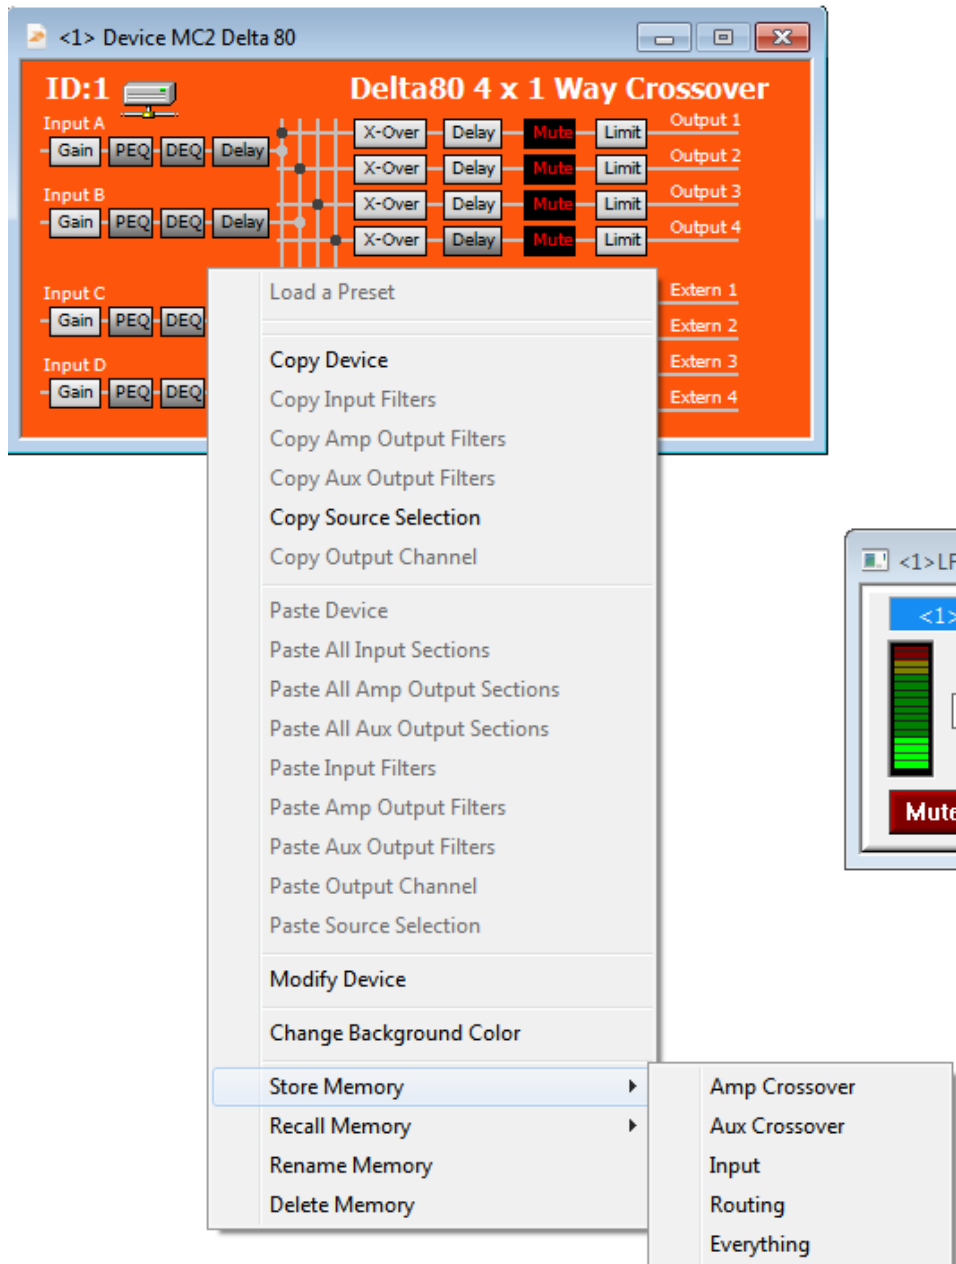 <1> Device MC2 Delta 80
ID:1
Delta80 4 x 1 Way Crossover
Input A
Gain PEQ DEQ Delay
X-Over Delay Mute Limit Output 1
X-Over Delay Mute Limit Output 2
Input B
Gain PEQ DEQ Delay
X-Over Delay Mute Limit Output 3
X-Over Delay Mute Limit Output 4
Input C
Gain PEQ DEQ
Input D
Gain PEQ DEQ
Extern 1
Extern 2
Extern 3
Extern 4
Load a Preset
Copy Device
Copy Input Filters
Copy Amp Output Filters
Copy Aux Output Filters
Copy Source Selection
Copy Output Channel
Paste Device
Paste All Input Sections
Paste All Amp Output Sections
Paste All Aux Output Sections
Paste Input Filters
Paste Amp Output Filters
Paste Aux Output Filters
Paste Output Channel
Paste Source Selection
Modify Device
Change Background Color
Store Memory
Recall Memory
Rename Memory
Delete Memory
Amp Crossover
Aux Crossover
Input
Routing
Everything
<1>
Mute